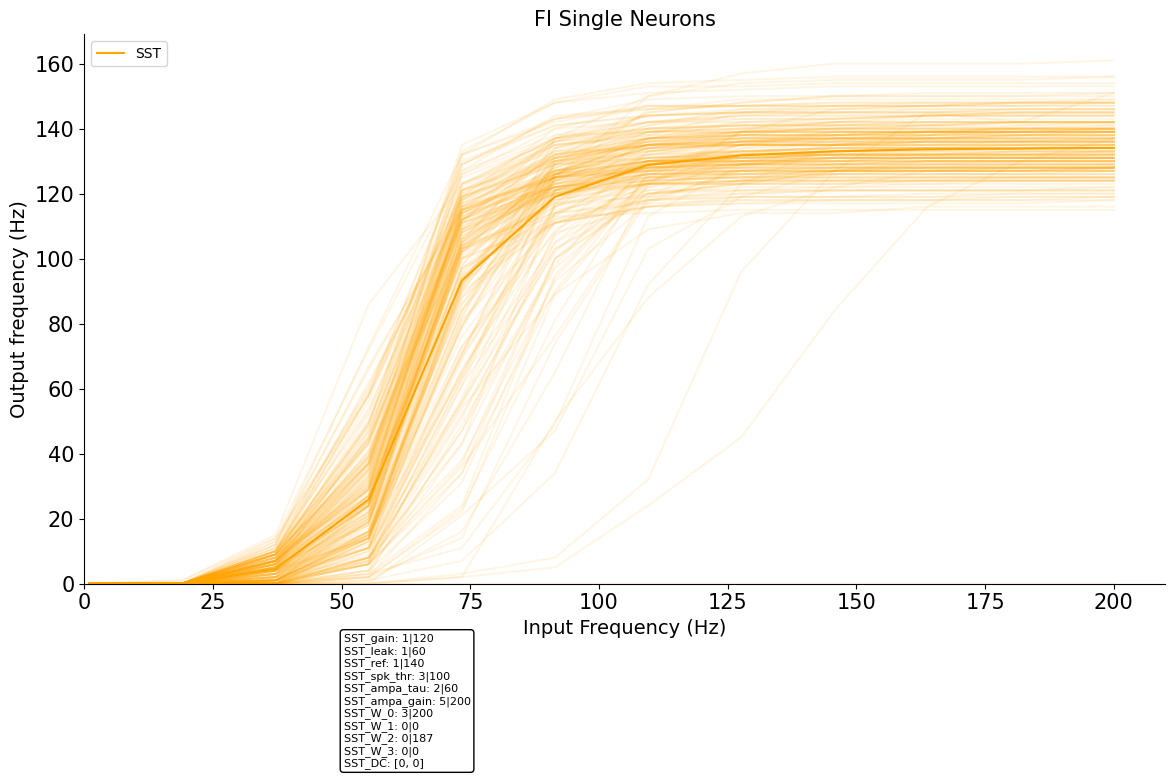 FI Single Neurons
SST
160
140
120
100
80
60
40
20
0
Output frequency (Hz)
0 25 50 75 100 125 150 175 200
Input Frequency (Hz)
SST_gain: 1|120
SST_leak: 1|60
SST_ref: 1|140
SST_spk_thr: 3|100
SST_ampa_tau: 2|60
SST_ampa_gain: 5|200
SST_W_0: 3|200
SST_W_1: 0|0
SST_W_2: 0|187
SST_W_3: 0|0
SST_DC: [0, 0]